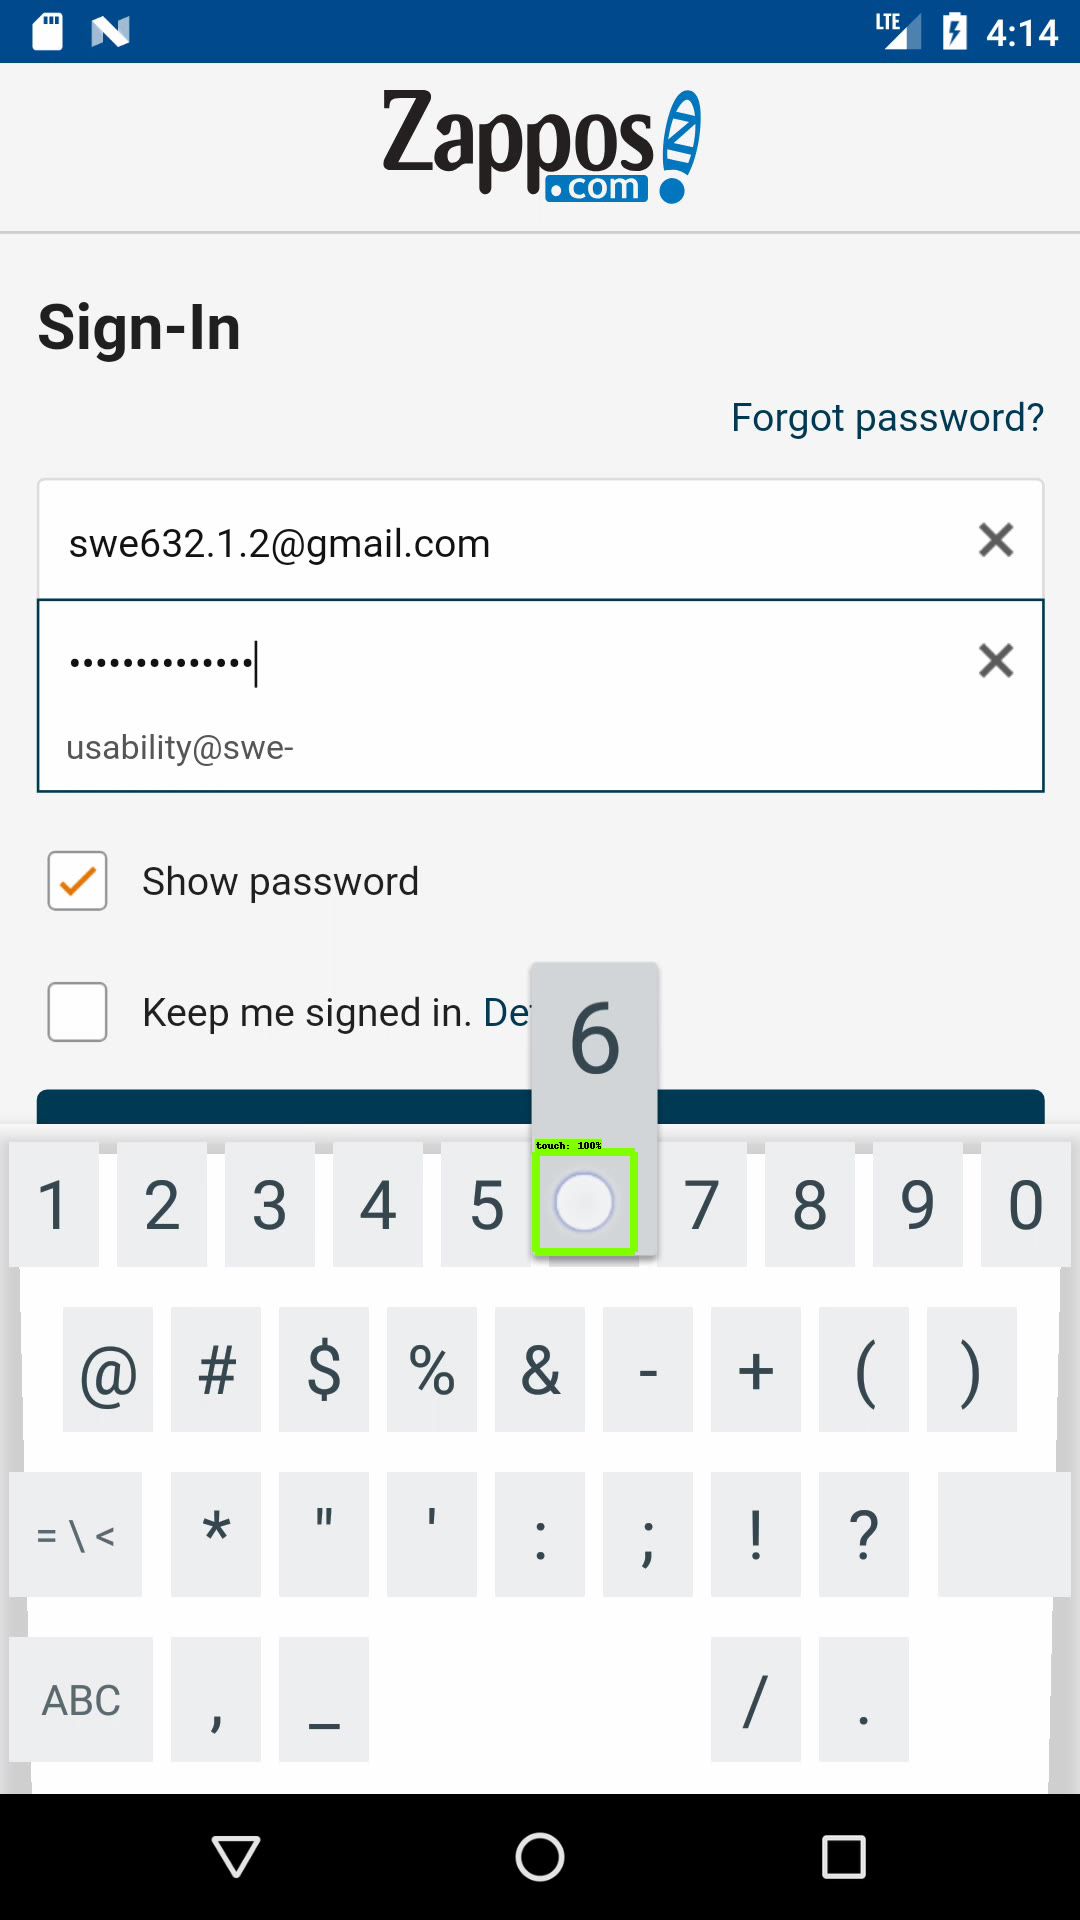 LTE 4:14
Zappos
.com
Sign-In
Forgot password?
swe632.1.2@gmail.com
••••••••••••••
usability@swe-
Show password
Keep me signed in.
6
touch: 100%
1 2 3 4 5 7 8 9 0
@ # $ % & - + ( )
= \ < * " ' : ; ! ?
ABC , _ / .